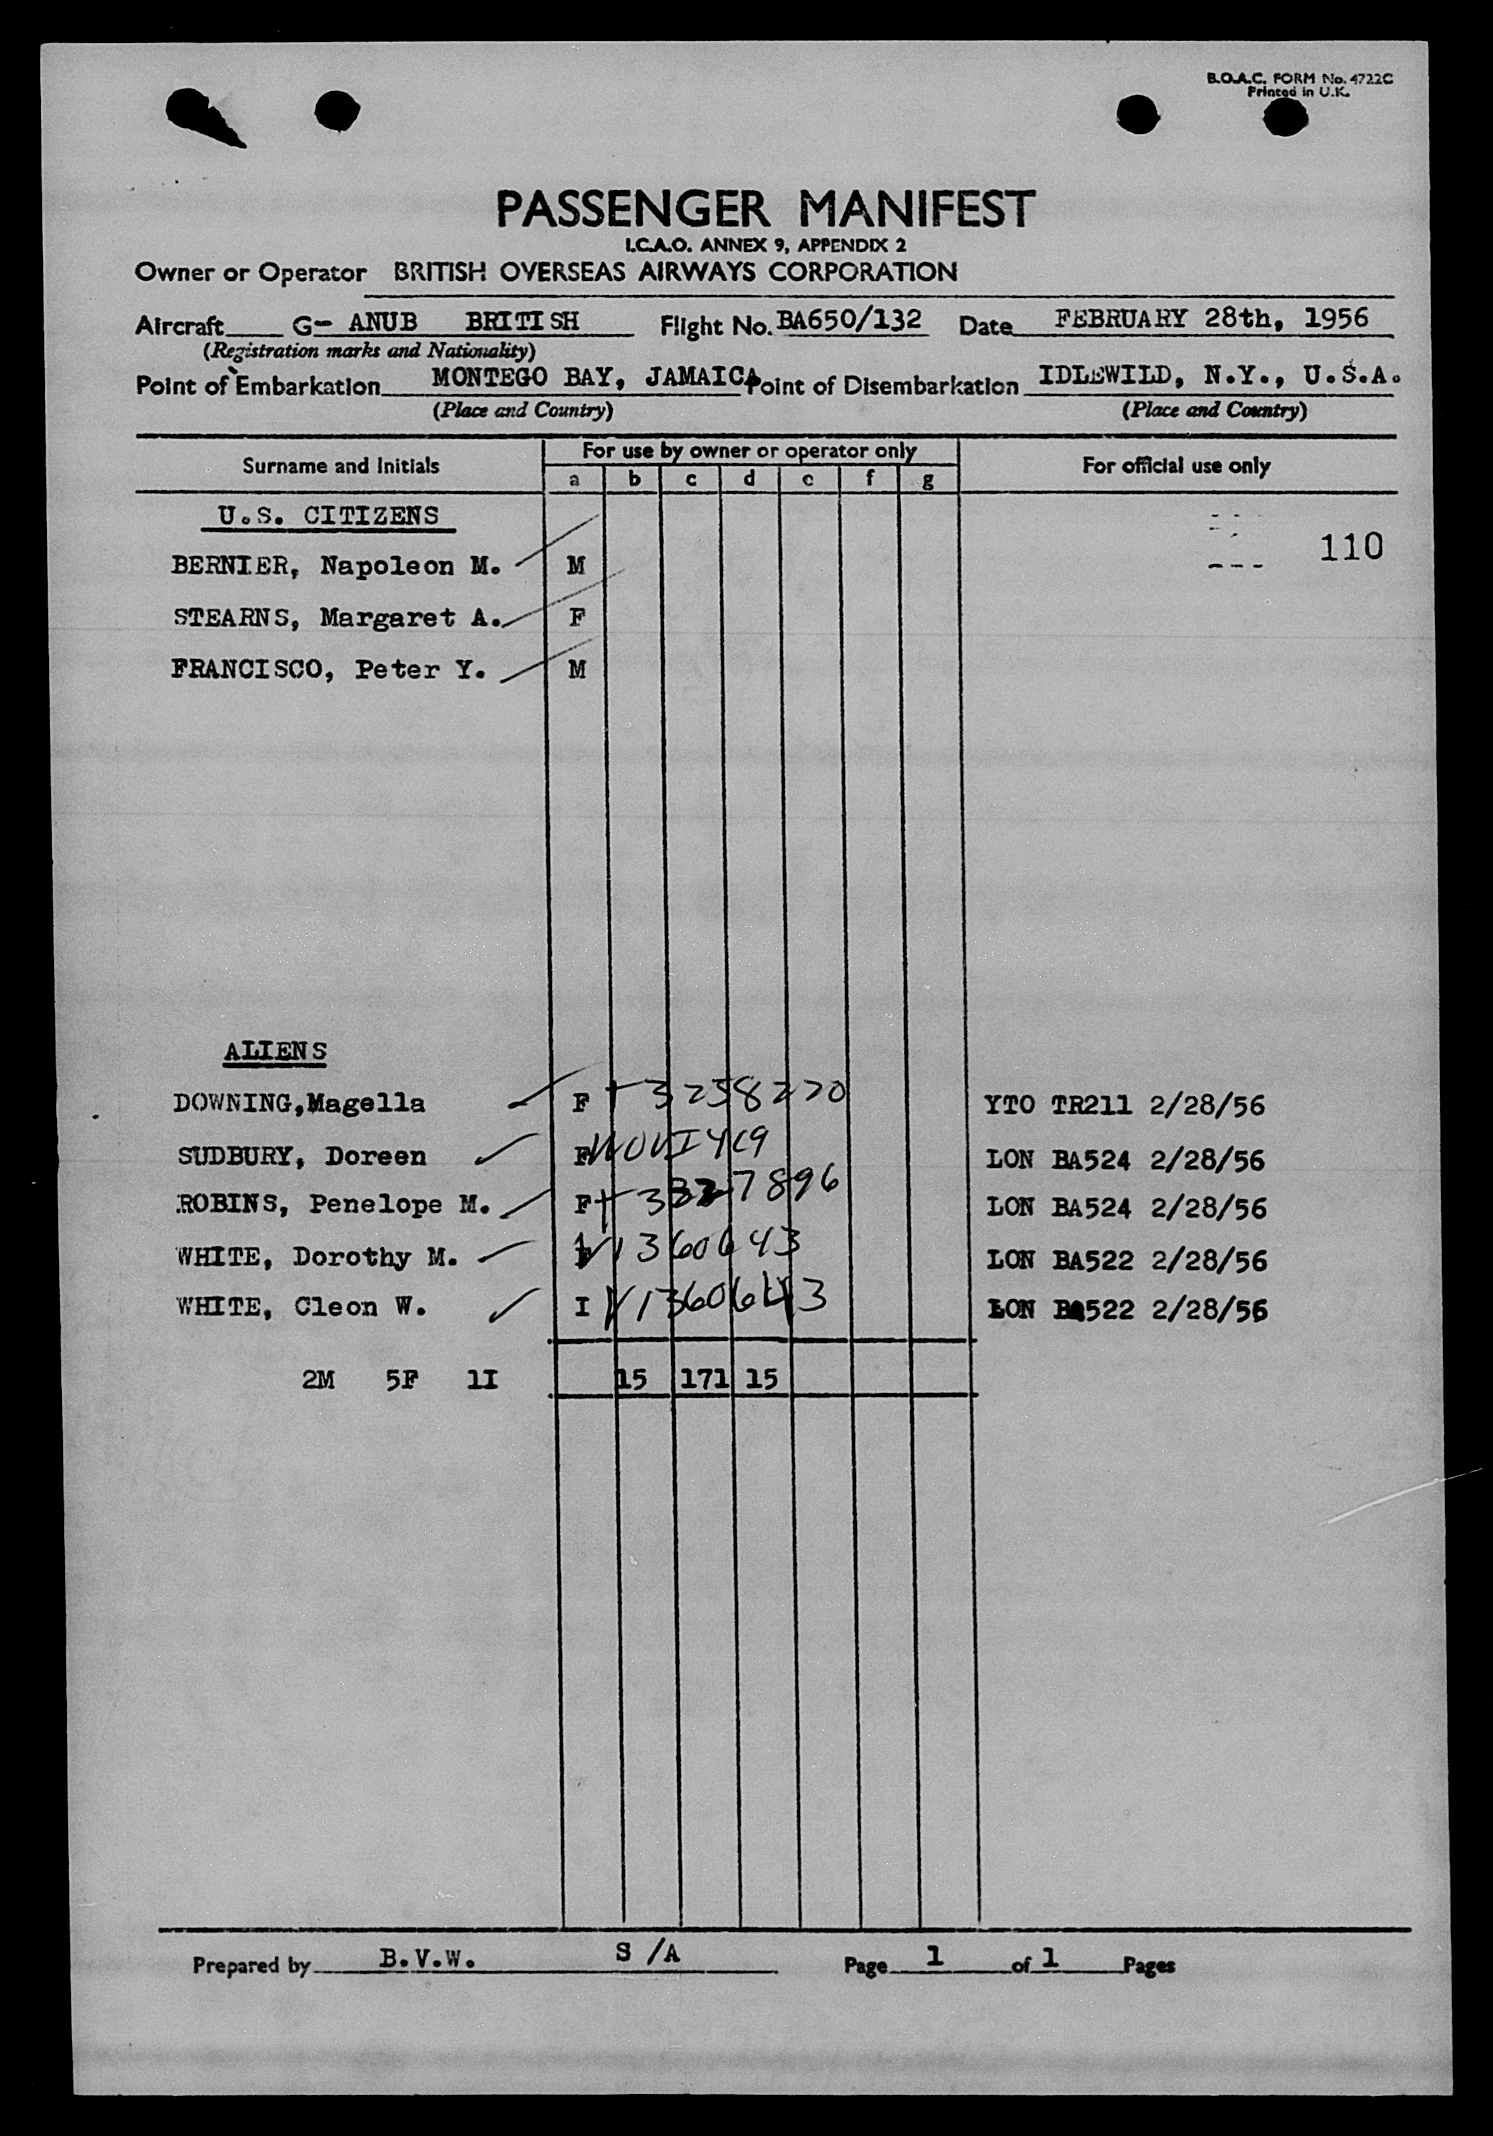 B.O.A.C. FORM No. 4722C
Printed in U.K.
PASSENGER MANIFEST
I.C.A.O. ANNEX 9, APPENDIX 2
Owner or Operator BRITISH OVERSEAS AIRWAYS CORPORATION
Aircraft G- ANUB BRITISH Flight No. BA650/132 Date FEBRUARY 28th, 1956
(Registration marks and Nationality)
Point of Embarkation MONTEGO BAY, JAMAICA Point of Disembarkation IDLEWILD, N.Y., U.S.A.
(Place and Country) (Place and Country)
Surname and Initials For use by owner or operator only For official use only
a b c d e f g
U.S. CITIZENS
110
BERNIER, Napoleon M. M
STEARNS, Margaret A. F
FRANCISCO, Peter Y. M
ALIENS
DOWNING,Magella F 3258220 YTO TR211 2/28/56
SUDBURY, Doreen F LON BA524 2/28/56
ROBINS, Penelope M. F 3327896 LON BA524 2/28/56
WHITE, Dorothy M. F V1360643 LON BA522 2/28/56
WHITE, Cleon W. I V1360643 LON BA522 2/28/56
2M 5F 1I 15 171 15
Prepared by B.V.W. S/A Page 1 of 1 Pages